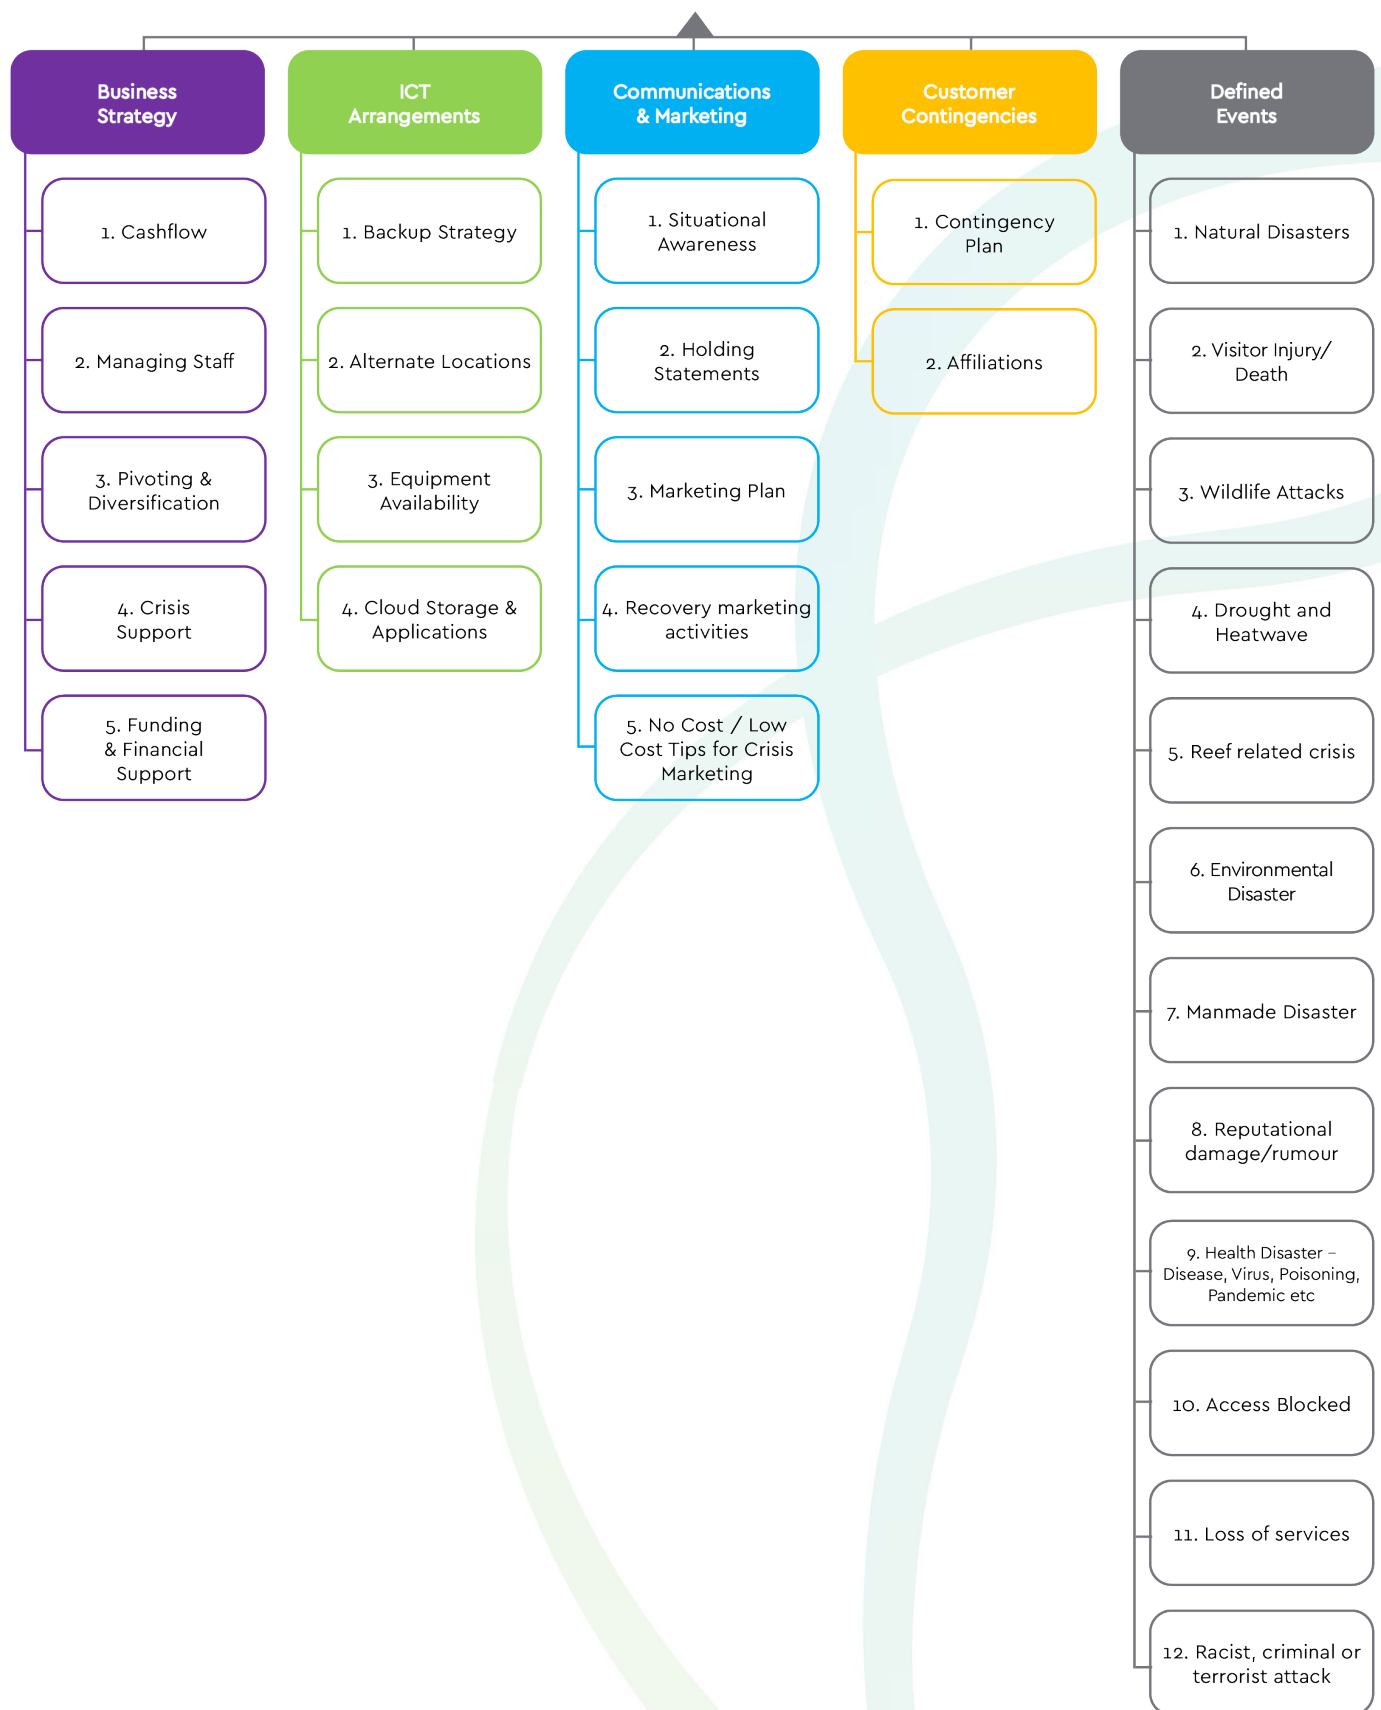 Business
Strategy
1. Cashflow
2. Managing Staff
3. Pivoting &
Diversification
4. Crisis
Support
5. Funding
& Financial
Support
ICT
Arrangements
1. Backup Strategy
2. Alternate Locations
3. Equipment
Availability
4. Cloud Storage &
Applications
Communications
& Marketing
1. Situational
Awareness
2. Holding
Statements
3. Marketing Plan
4. Recovery marketing
activities
5. No Cost / Low
Cost Tips for Crisis
Marketing
Customer
Contingencies
1. Contingency
Plan
2. Affiliations
Defined
Events
1. Natural Disasters
2. Visitor Injury/
Death
3. Wildlife Attacks
4. Drought and
Heatwave
5. Reef related crisis
6. Environmental
Disaster
7. Manmade Disaster
8. Reputational
damage/rumour
9. Health Disaster –
Disease, Virus, Poisoning,
Pandemic etc
10. Access Blocked
11. Loss of services
12. Racist, criminal or
terrorist attack